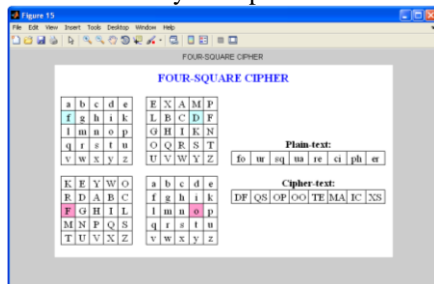 Figure 15
File Edit View Insert Tools Desktop Window Help
FOUR-SQUARE CIPHER
FOUR-SQUARE CIPHER
a b c d e
f g h i k
l m n o p
q r s t u
v w x y z
E X A M P
L B C D F
G H I K N
O Q R S T
U V W Y Z
K E Y W O
R D A B C
F G H I L
M N P Q S
T U V X Z
a b c d e
f g h i k
l m n o p
q r s t u
v w x y z
Plain-text:
fo ur sq ua re ci ph er
Cipher-text:
DF QS OP OO TE MA IC XS